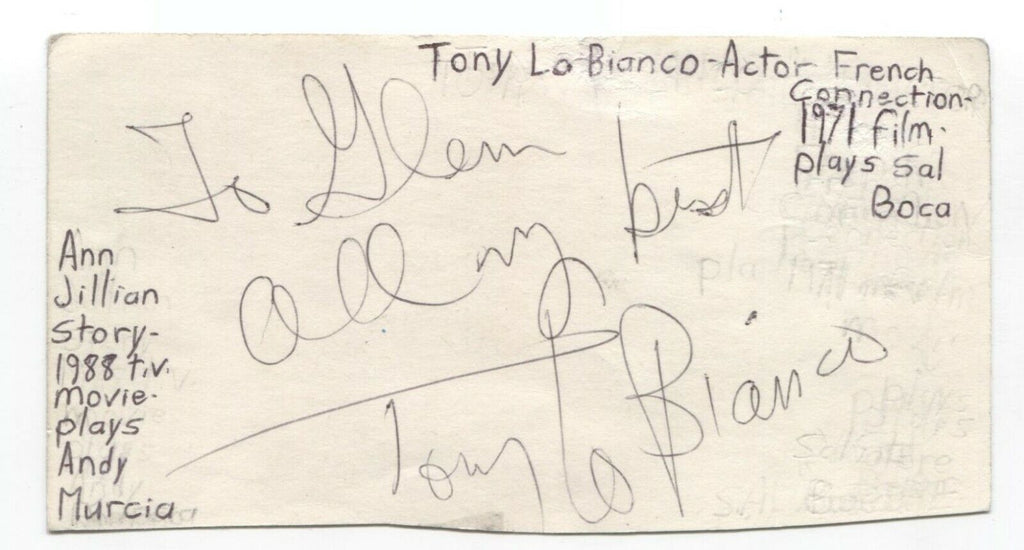 Tony Lo Bianco-Actor French
Connection-
1971 film.
plays Sal
Boca
To Glenn
all my best
Tony Lo Bianco
Ann
Jillian
Story-
1988 t.v.
movie-
plays
Andy
Murcia